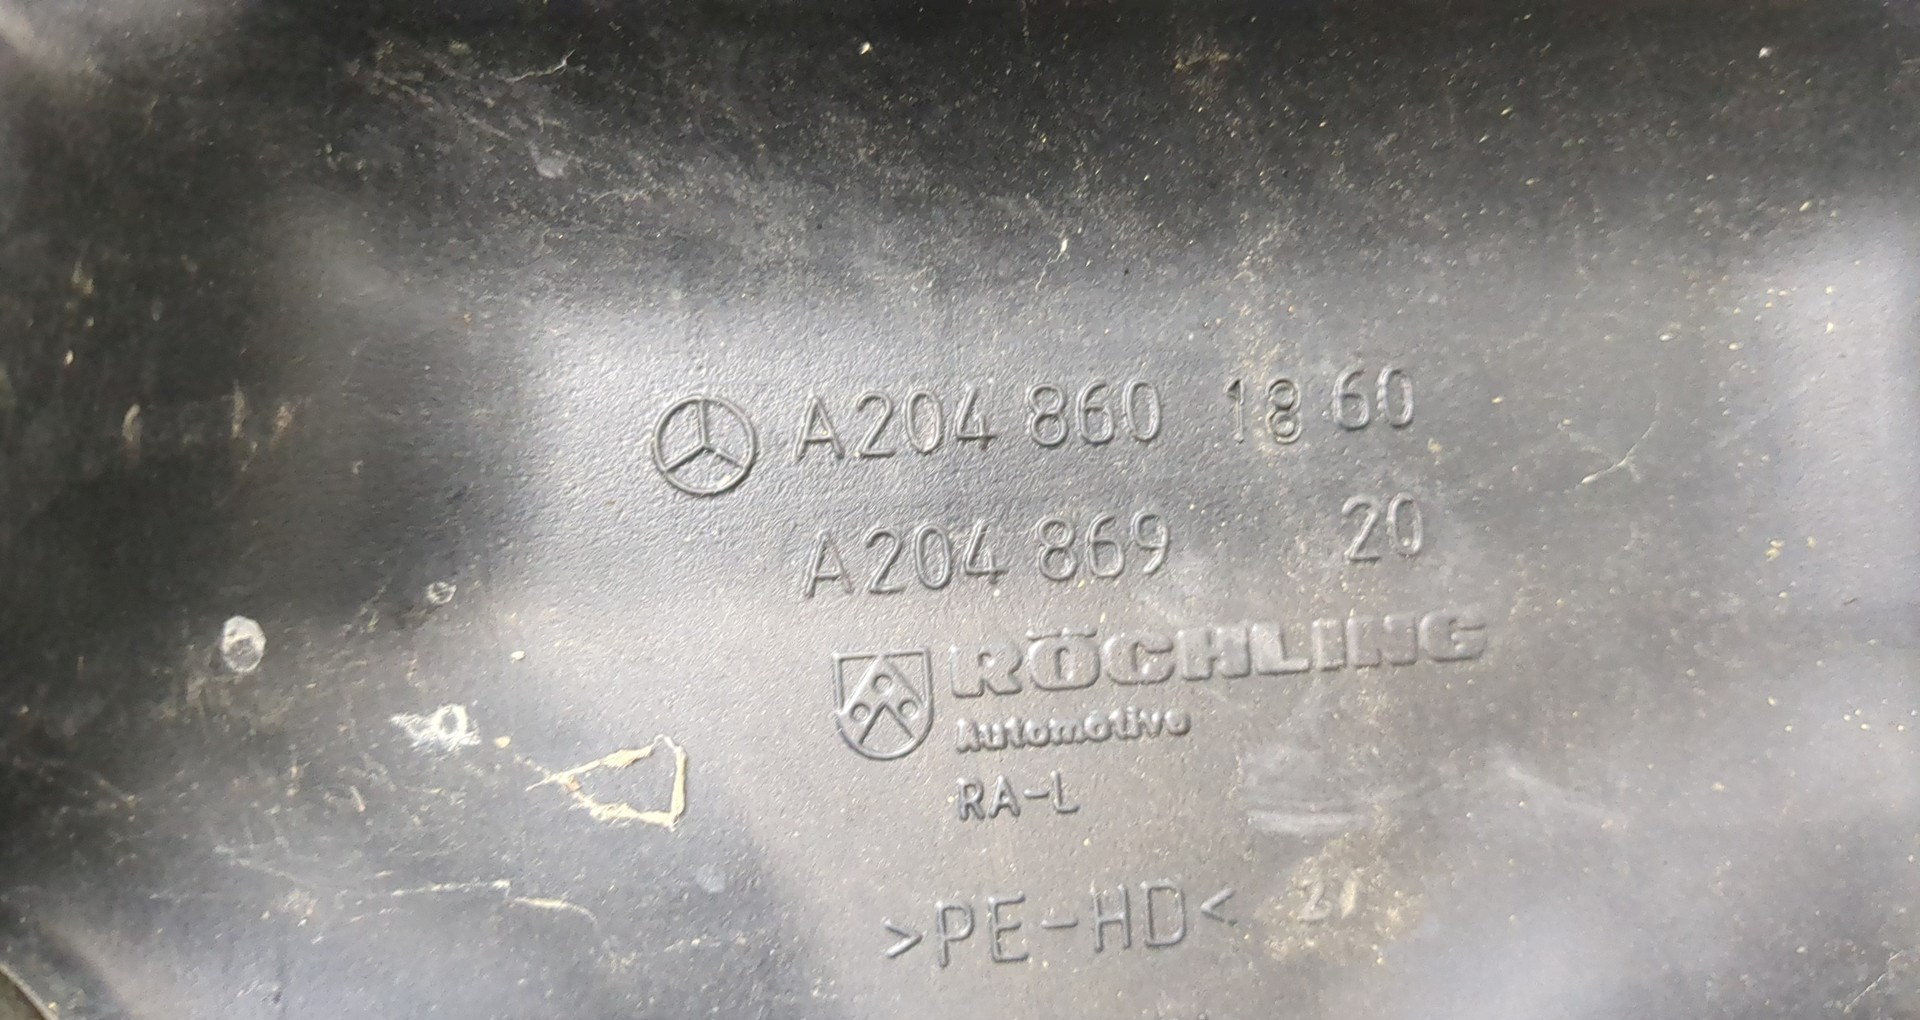 A204 860 18 60
A204 869 20
RÖCHLING
Automotive
RA-L
>PE-HD<